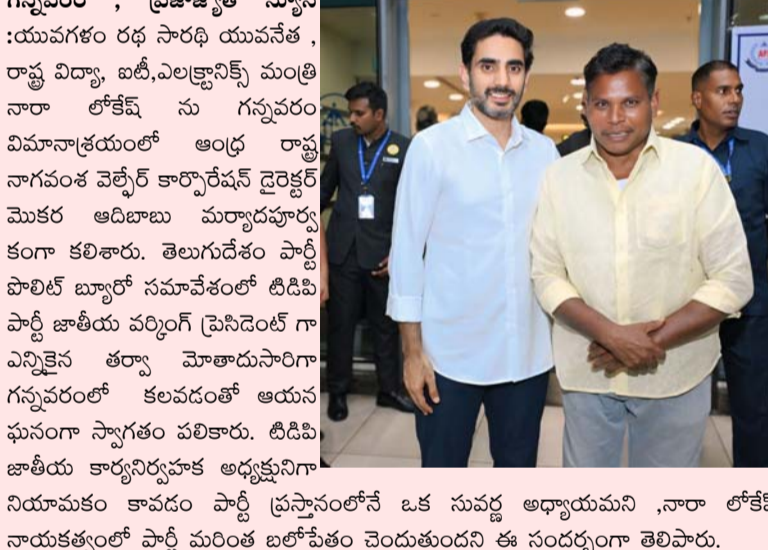 గన్నవరం , ప్రజాజ్యోతి న్యూస్
:యువగళం రథ సారథి యువనేత ,
రాష్ట్ర విద్యా, ఐటీ,ఎలక్ట్రానిక్స్ మంత్రి
నారా లోకేష్ ను గన్నవరం
విమానాశ్రయంలో ఆంధ్ర రాష్ట్ర
నాగవంశ వెల్ఫేర్ కార్పొరేషన్ డైరెక్టర్
మొకర ఆదిబాబు మర్యాదపూర్వ
కంగా కలిశారు. తెలుగుదేశం పార్టీ
పొలిట్ బ్యూరో సమావేశంలో టిడిపి
పార్టీ జాతీయ వర్కింగ్ ప్రెసిడెంట్ గా
ఎన్నికైన తర్వా మోతాదుసారిగా
గన్నవరంలో కలవడంతో ఆయన
ఘనంగా స్వాగతం పలికారు. టిడిపి
జాతీయ కార్యనిర్వహక అధ్యక్షునిగా
నియామకం కావడం పార్టీ ప్రస్తానంలోనే ఒక సువర్ణ అధ్యాయమని ,నారా లోకేష్
నాయకత్వంలో పార్టీ మరింత బలోపేతం చెందుతుందని ఈ సందర్భంగా తెలిపారు.